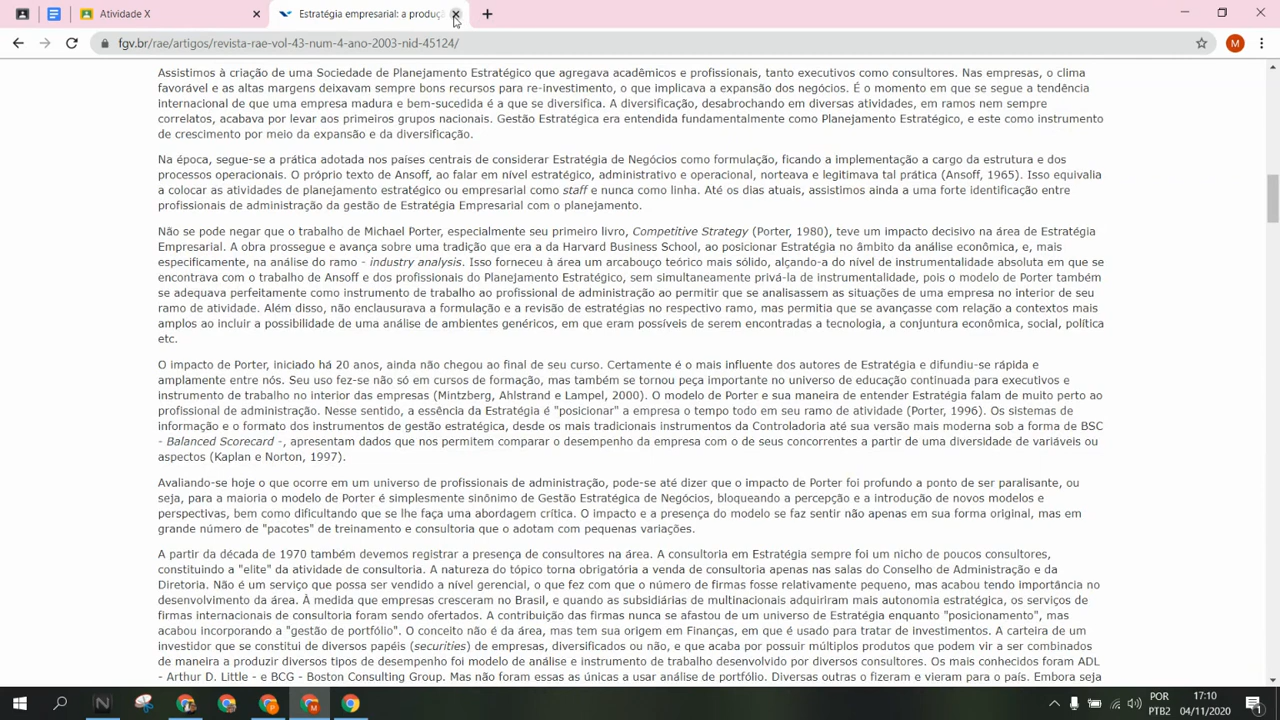 Atividade X
Estratégia empresarial: a produçã
fgv.br/rae/artigos/revista-rae-vol-43-num-4-ano-2003-nid-45124/
M
Assistimos à criação de uma Sociedade de Planejamento Estratégico que agregava acadêmicos e profissionais, tanto executivos como consultores. Nas empresas, o clima
favorável e as altas margens deixavam sempre bons recursos para re-investimento, o que implicava a expansão dos negócios. É o momento em que se segue a tendência
internacional de que uma empresa madura e bem-sucedida é a que se diversifica. A diversificação, desabrochando em diversas atividades, em ramos nem sempre
correlatos, acabava por levar aos primeiros grupos nacionais. Gestão Estratégica era entendida fundamentalmente como Planejamento Estratégico, e este como instrumento
de crescimento por meio da expansão e da diversificação.
Na época, segue-se a prática adotada nos países centrais de considerar Estratégia de Negócios como formulação, ficando a implementação a cargo da estrutura e dos
processos operacionais. O próprio texto de Ansoff, ao falar em nível estratégico, administrativo e operacional, norteava e legitimava tal prática (Ansoff, 1965). Isso equivalia
a colocar as atividades de planejamento estratégico ou empresarial como staff e nunca como linha. Até os dias atuais, assistimos ainda a uma forte identificação entre
profissionais de administração da gestão de Estratégia Empresarial com o planejamento.
Não se pode negar que o trabalho de Michael Porter, especialmente seu primeiro livro, Competitive Strategy (Porter, 1980), teve um impacto decisivo na área de Estratégia
Empresarial. A obra prossegue e avança sobre uma tradição que era a da Harvard Business School, ao posicionar Estratégia no âmbito da análise econômica, e, mais
especificamente, na análise do ramo - industry analysis. Isso forneceu à área um arcabouço teórico mais sólido, alçando-a do nível de instrumentalidade absoluta em que se
encontrava com o trabalho de Ansoff e dos profissionais do Planejamento Estratégico, sem simultaneamente privá-la de instrumentalidade, pois o modelo de Porter também
se adequava perfeitamente como instrumento de trabalho ao profissional de administração ao permitir que se analisassem as situações de uma empresa no interior de seu
ramo de atividade. Além disso, não enclausurava a formulação e a revisão de estratégias no respectivo ramo, mas permitia que se avançasse com relação a contextos mais
amplos ao incluir a possibilidade de uma análise de ambientes genéricos, em que eram possíveis de serem encontradas a tecnologia, a conjuntura econômica, social, política
etc.
O impacto de Porter, iniciado há 20 anos, ainda não chegou ao final de seu curso. Certamente é o mais influente dos autores de Estratégia e difundiu-se rápida e
amplamente entre nós. Seu uso fez-se não só em cursos de formação, mas também se tornou peça importante no universo de educação continuada para executivos e
instrumento de trabalho no interior das empresas (Mintzberg, Ahlstrand e Lampel, 2000). O modelo de Porter e sua maneira de entender Estratégia falam de muito perto ao
profissional de administração. Nesse sentido, a essência da Estratégia é "posicionar" a empresa o tempo todo em seu ramo de atividade (Porter, 1996). Os sistemas de
informação e o formato dos instrumentos de gestão estratégica, desde os mais tradicionais instrumentos da Controladoria até sua versão mais moderna sob a forma de BSC
- Balanced Scorecard -, apresentam dados que nos permitem comparar o desempenho da empresa com o de seus concorrentes a partir de uma diversidade de variáveis ou
aspectos (Kaplan e Norton, 1997).
Avaliando-se hoje o que ocorre em um universo de profissionais de administração, pode-se até dizer que o impacto de Porter foi profundo a ponto de ser paralisante, ou
seja, para a maioria o modelo de Porter é simplesmente sinônimo de Gestão Estratégica de Negócios, bloqueando a percepção e a introdução de novos modelos e
perspectivas, bem como dificultando que se lhe faça uma abordagem crítica. O impacto e a presença do modelo se faz sentir não apenas em sua forma original, mas em
grande número de "pacotes" de treinamento e consultoria que o adotam com pequenas variações.
A partir da década de 1970 também devemos registrar a presença de consultores na área. A consultoria em Estratégia sempre foi um nicho de poucos consultores,
constituindo a "elite" da atividade de consultoria. A natureza do tópico torna obrigatória a venda de consultoria apenas nas salas do Conselho de Administração e da
Diretoria. Não é um serviço que possa ser vendido a nível gerencial, o que fez com que o número de firmas fosse relativamente pequeno, mas acabou tendo importância no
desenvolvimento da área. À medida que empresas cresceram no Brasil, e quando as subsidiárias de multinacionais adquiriram mais autonomia estratégica, os serviços de
firmas internacionais de consultoria foram sendo ofertados. A contribuição das firmas nunca se afastou de um universo de Estratégia enquanto "posicionamento", mas
acabou incorporando a "gestão de portfólio". O conceito não é da área, mas tem sua origem em Finanças, em que é usado para tratar de investimentos. A carteira de um
investidor que se constitui de diversos papéis (securities) de empresas, diversificados ou não, e que acaba por possuir múltiplos produtos que podem vir a ser combinados
de maneira a produzir diversos tipos de desempenho foi modelo de análise e instrumento de trabalho desenvolvido por diversos consultores. Os mais conhecidos foram ADL
- Arthur D. Little - e BCG - Boston Consulting Group. Mas não foram essas as únicas a usar análise de portfólio. Diversas outras o fizeram e vieram para o país. Embora seja
POR
PTB2
17:10
04/11/2020
1